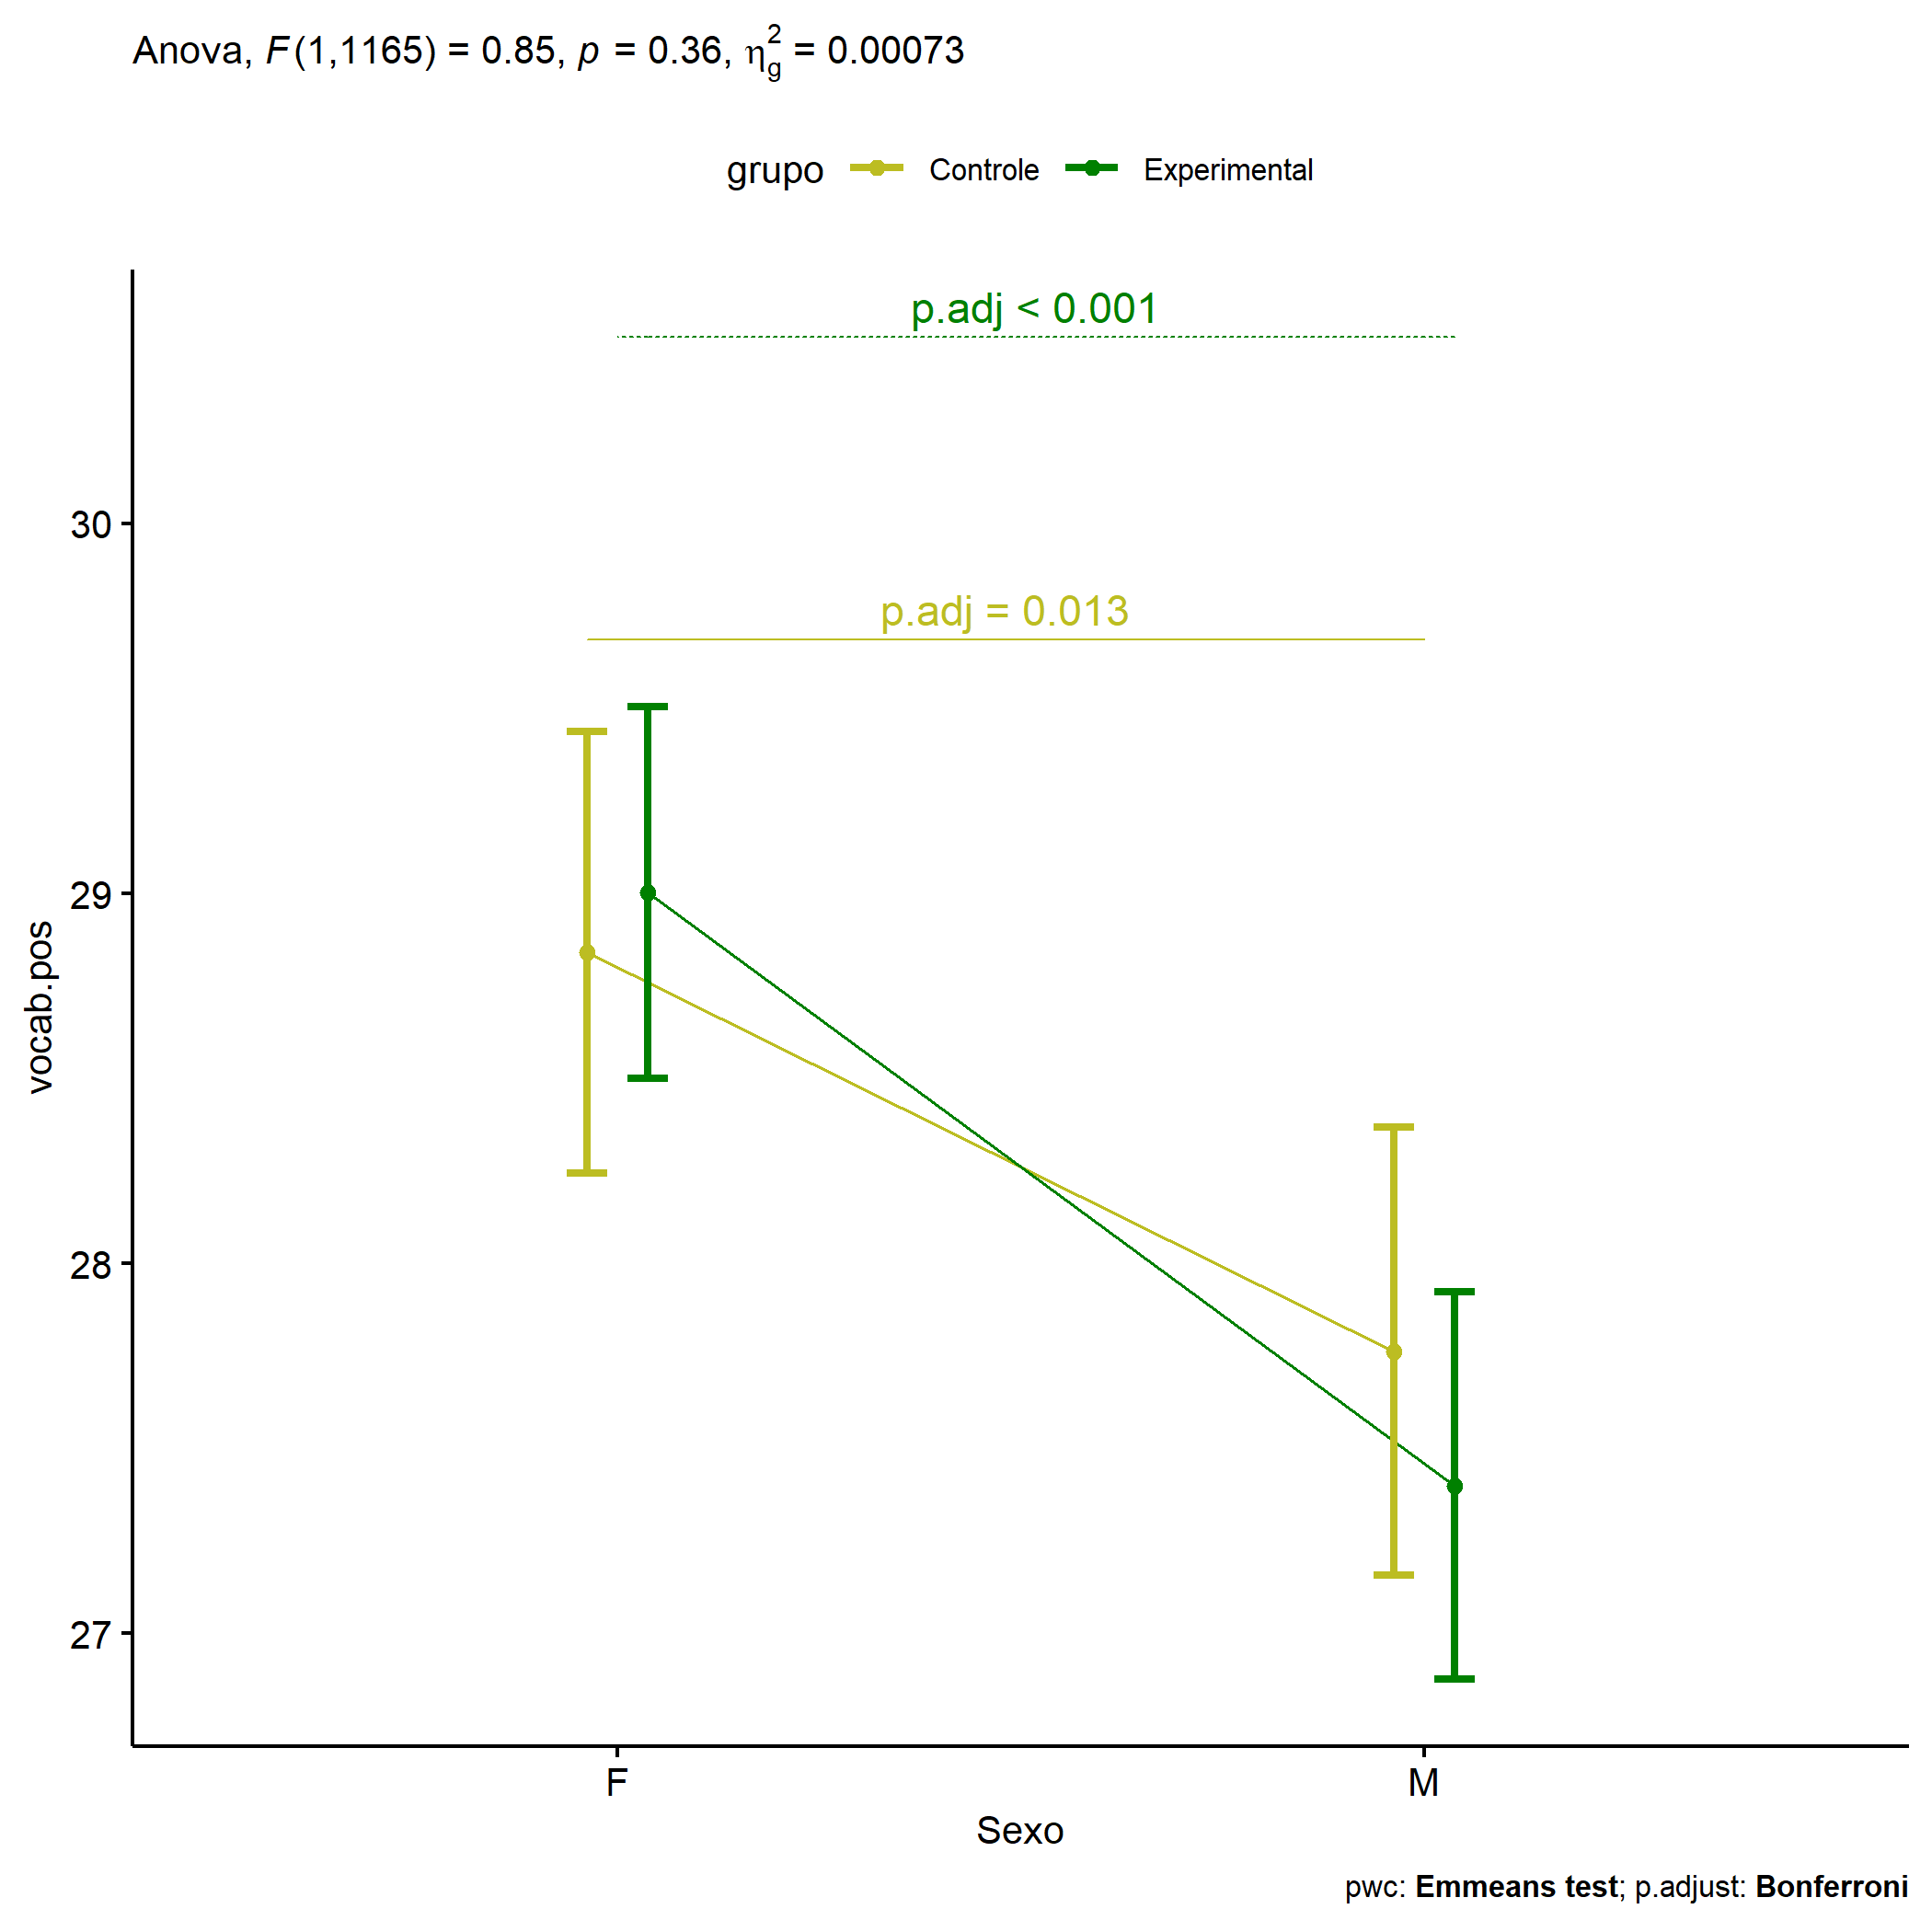 Anova, F(1,1165) = 0.85, p = 0.36, η²g = 0.00073
grupo Controle Experimental
p.adj < 0.001
30
p.adj = 0.013
29
vocab.pos
28
27
F M
Sexo
pwc: Emmeans test; p.adjust: Bonferroni